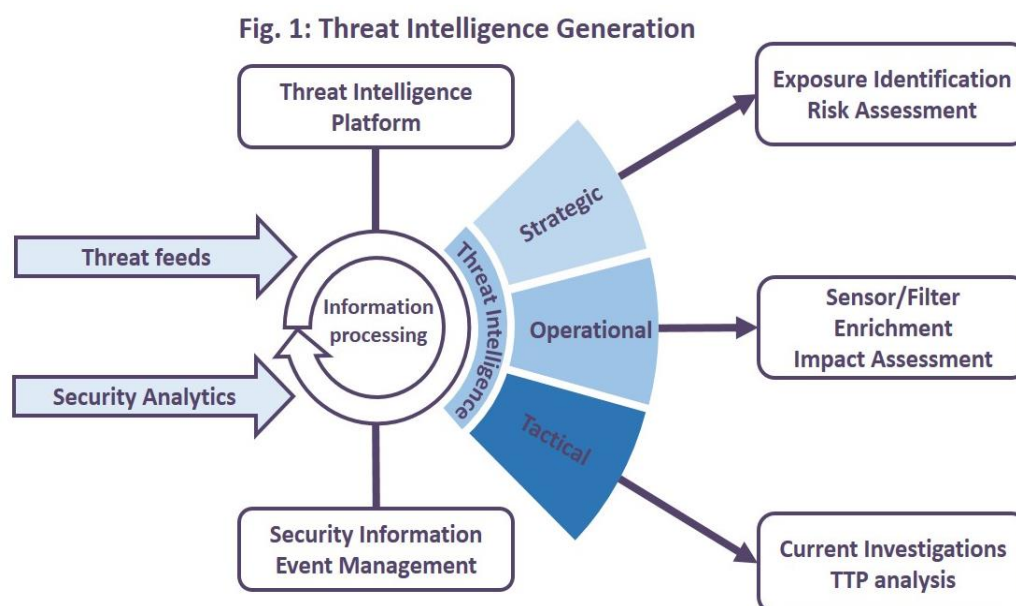 Fig. 1: Threat Intelligence Generation
Threat Intelligence
Platform
Exposure Identification
Risk Assessment
Threat feeds
Security Analytics
Information
processing
Threat Intelligence
Strategic
Operational
Tactical
Sensor/Filter
Enrichment
Impact Assessment
Security Information
Event Management
Current Investigations
TTP analysis